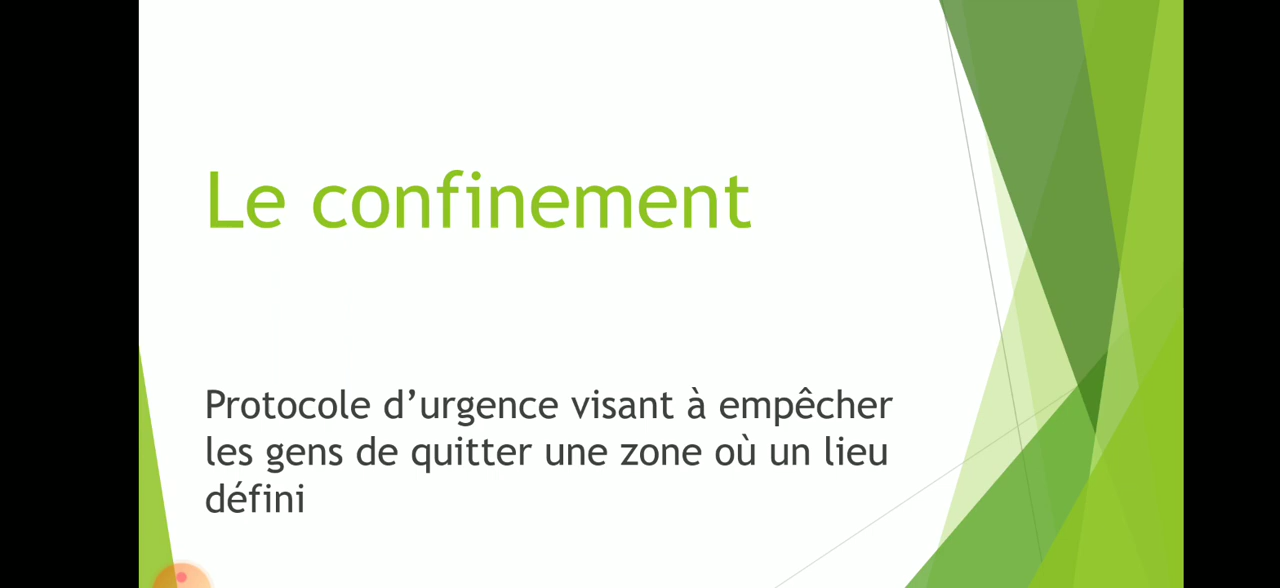 Le confinement
Protocole d’urgence visant à empêcher
les gens de quitter une zone où un lieu
défini